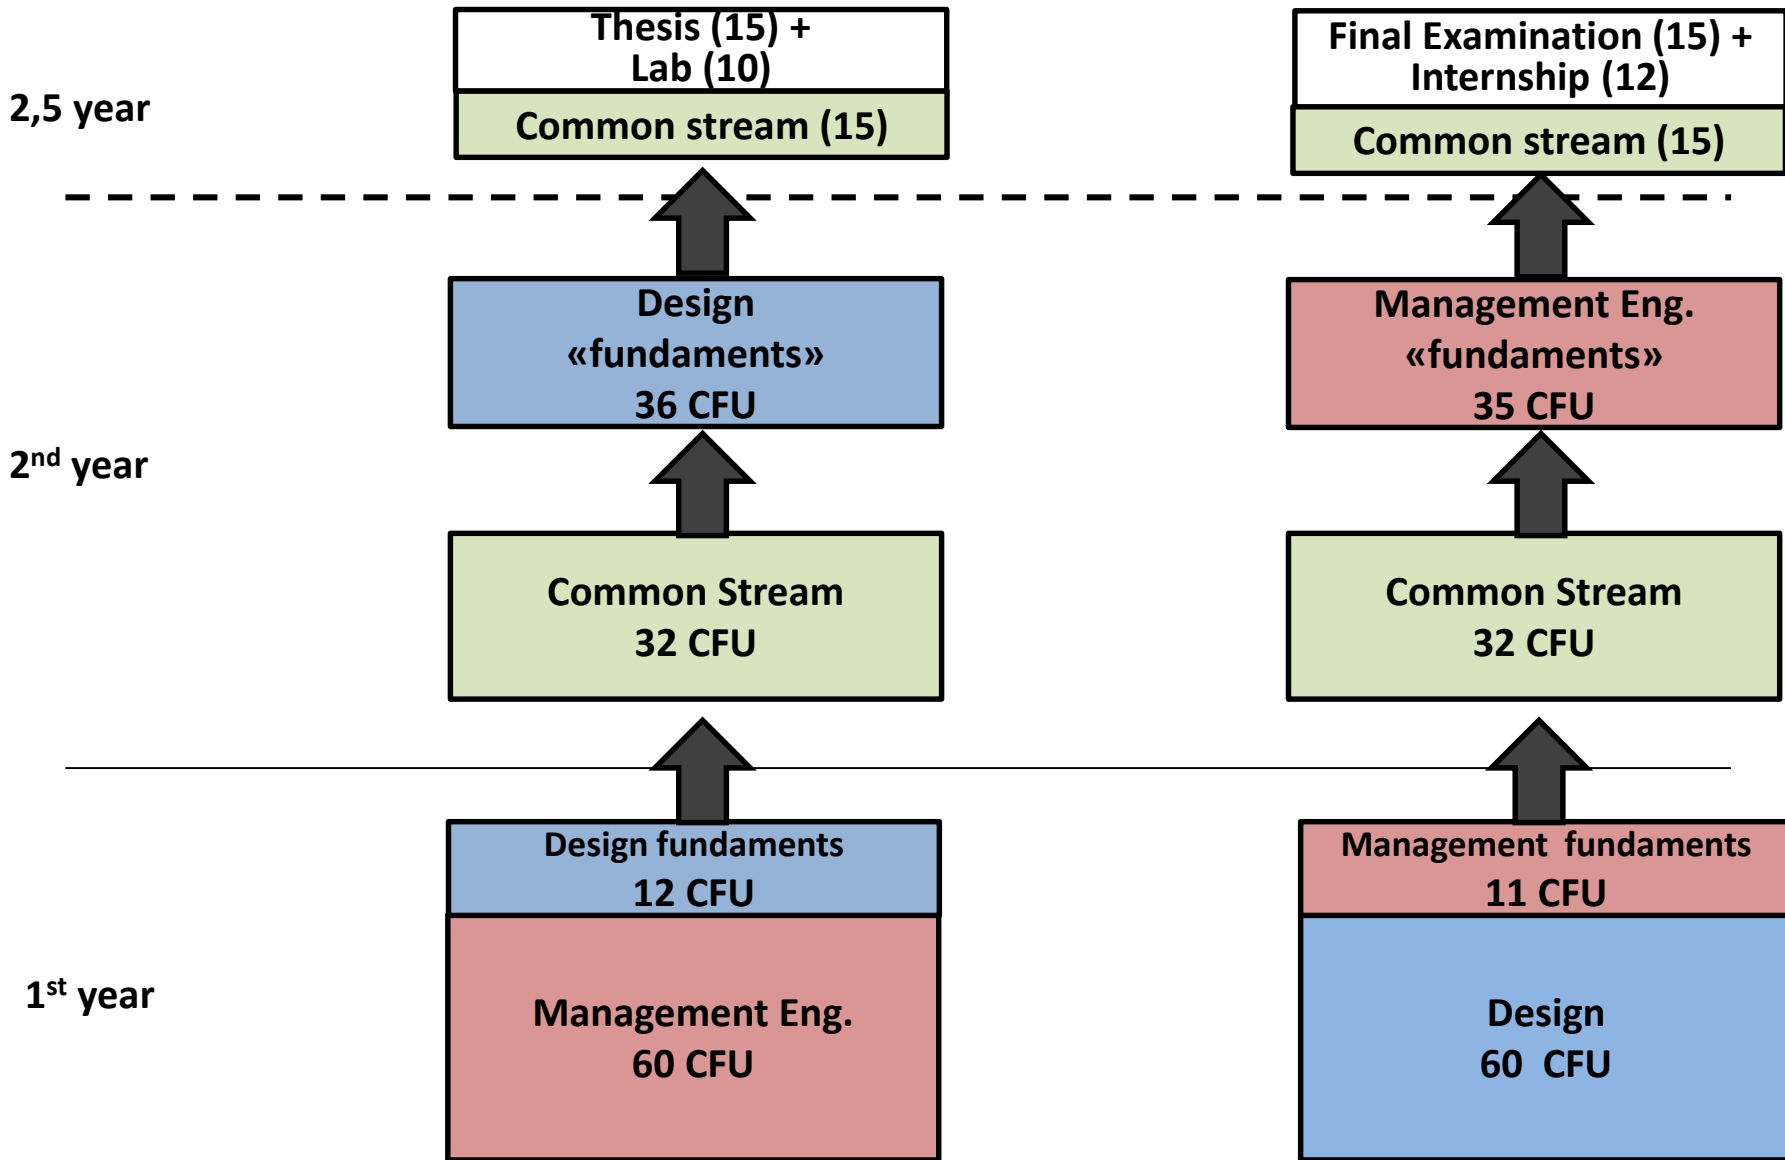 Thesis (15) +
Lab (10)
Final Examination (15) +
Internship (12)
2,5 year
Common stream (15)
Common stream (15)
Design
«fundaments»
36 CFU
Management Eng.
«fundaments»
35 CFU
2nd year
Common Stream
32 CFU
Common Stream
32 CFU
Design fundaments
12 CFU
Management fundaments
11 CFU
1st year
Management Eng.
60 CFU
Design
60 CFU